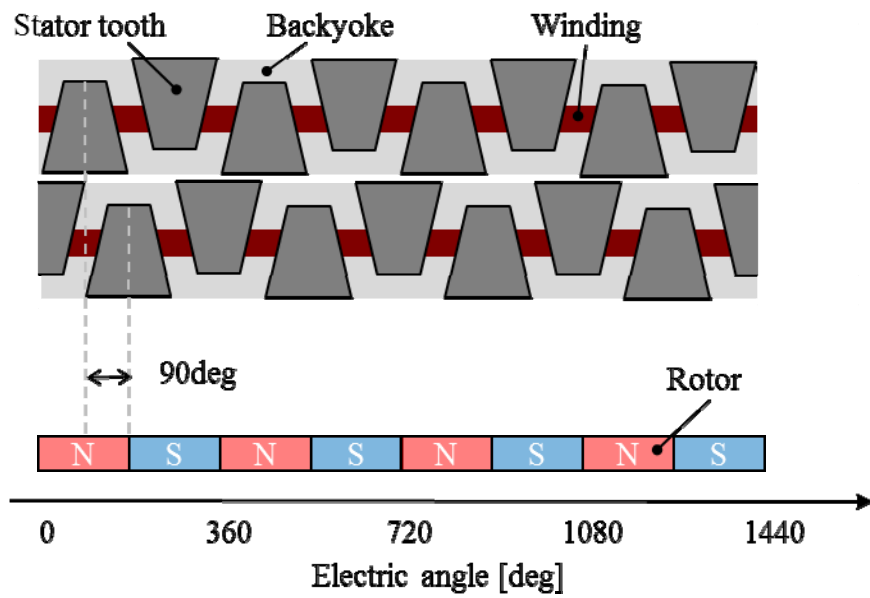 Stator tooth Backyoke Winding
90deg
Rotor
N S N S N S N S
0 360 720 1080 1440
Electric angle [deg]